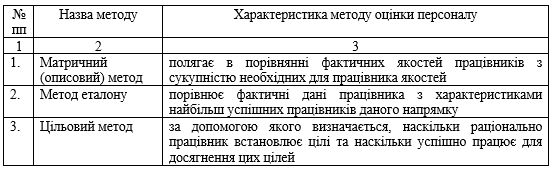 № Назва методу Характеристика методу оцінки персоналу
пп
1 2 3
1. Матричний полягає в порівнянні фактичних якостей працівників з
(описовий) метод сукупністю необхідних для працівника якостей
2. Метод еталону порівнює фактичні дані працівника з характеристиками
найбільш успішних працівників даного напрямку
3. Цільовий метод за допомогою якого визначається, наскільки раціонально
працівник встановлює цілі та наскільки успішно працює для
досягнення цих цілей